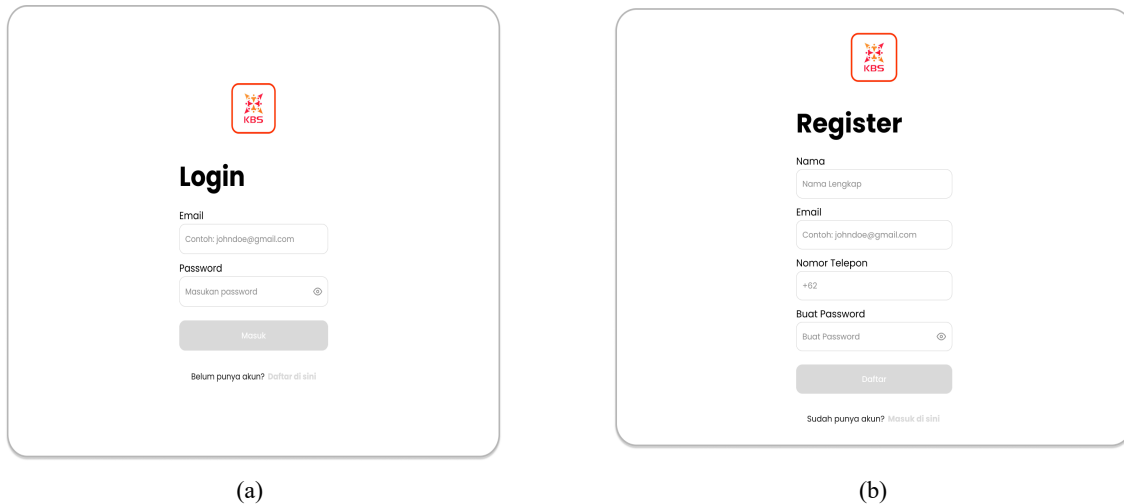 KBS
Login
Email
Contoh: johndoe@gmail.com
Password
Masukan password
Masuk
Belum punya akun? Daftar di sini
(a)
KBS
Register
Nama
Nama Lengkap
Email
Contoh: johndoe@gmail.com
Nomor Telepon
+62
Buat Password
Buat Password
Daftar
Sudah punya akun? Masuk di sini
(b)